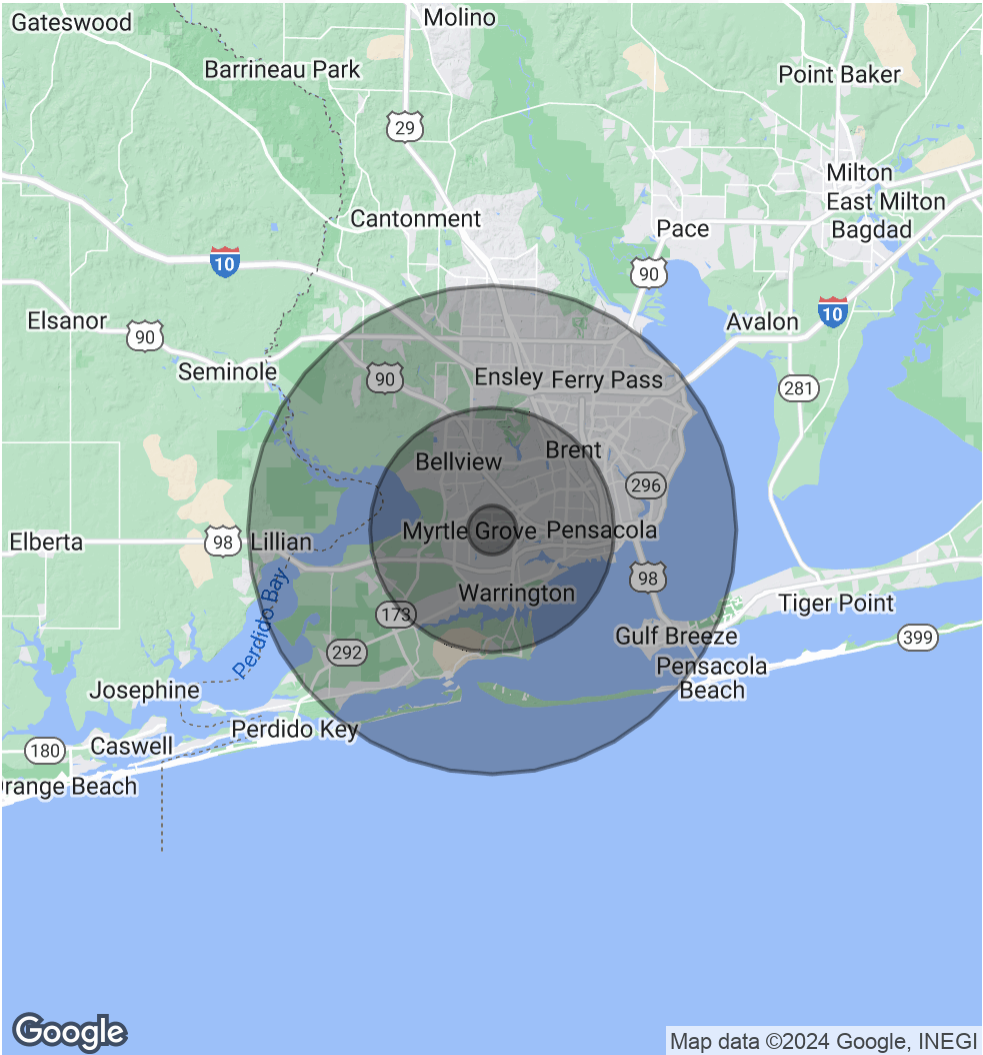 Gateswood
Molino
Barrineau Park
Point Baker
29
Milton
East Milton
Bagdad
Cantonment
Pace
10
90
Elsanor
90
Avalon
10
Seminole
90
Ensley
Ferry Pass
281
Bellview
Brent
296
Elberta
98
Lillian
Myrtle Grove
Pensacola
98
Warrington
Tiger Point
173
Perdido Bay
292
Gulf Breeze
399
Pensacola
Beach
Josephine
Perdido Key
180
Caswell
range Beach
Google
Map data ©2024 Google, INEGI